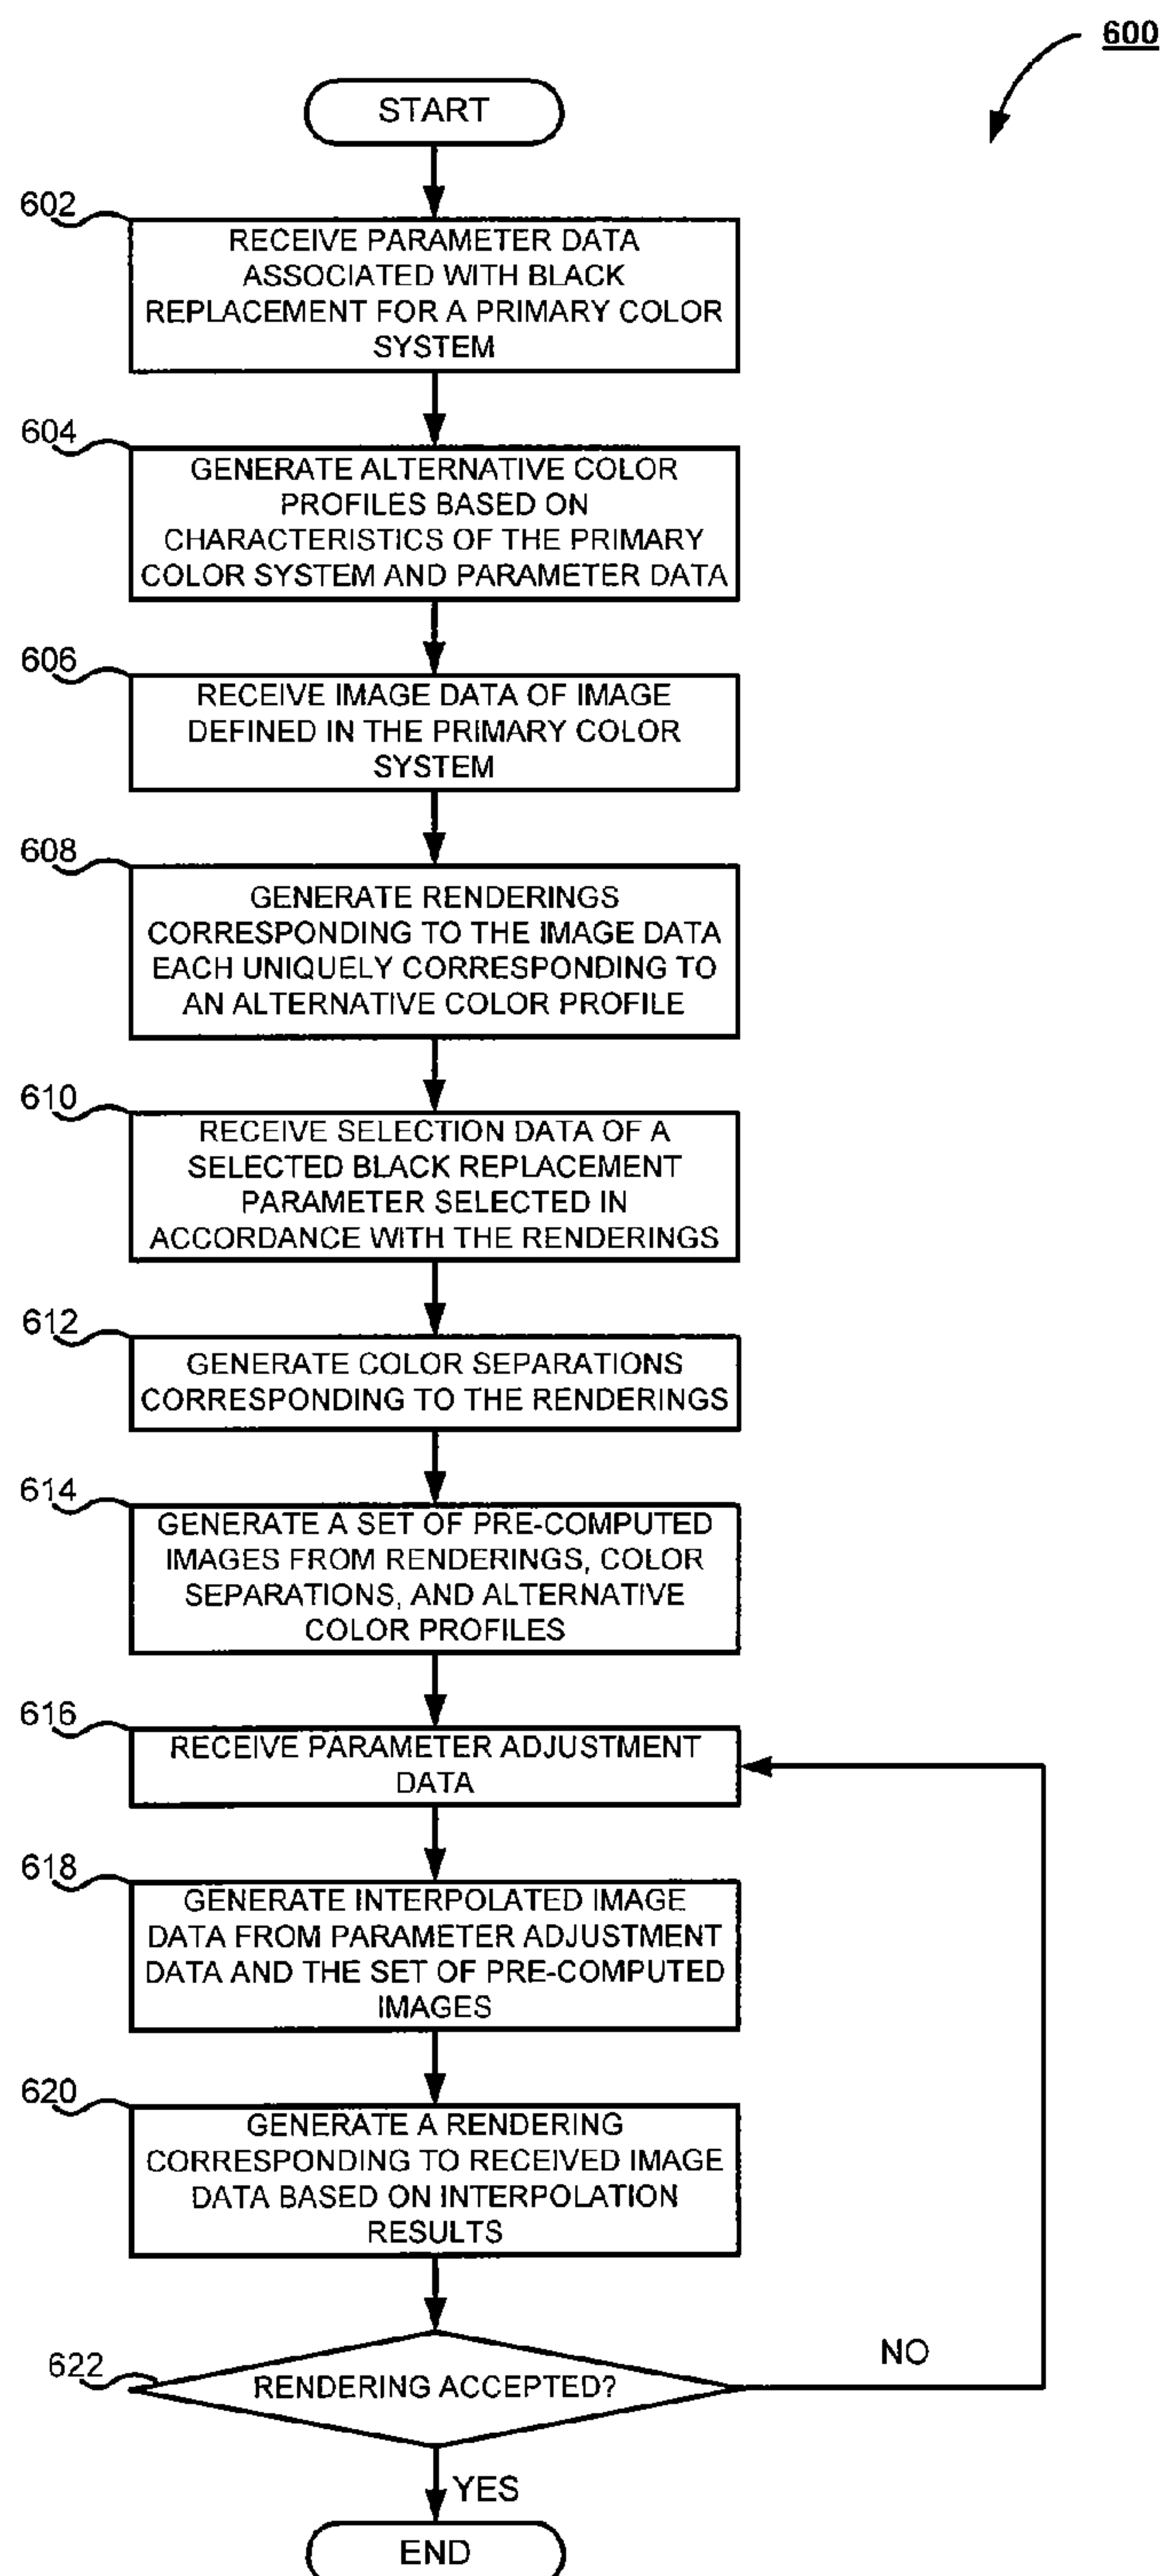 600
START
602
RECEIVE PARAMETER DATA
ASSOCIATED WITH BLACK
REPLACEMENT FOR A PRIMARY COLOR
SYSTEM
604
GENERATE ALTERNATIVE COLOR
PROFILES BASED ON
CHARACTERISTICS OF THE PRIMARY
COLOR SYSTEM AND PARAMETER DATA
606
RECEIVE IMAGE DATA OF IMAGE
DEFINED IN THE PRIMARY COLOR
SYSTEM
608
GENERATE RENDERINGS
CORRESPONDING TO THE IMAGE DATA
EACH UNIQUELY CORRESPONDING TO
AN ALTERNATIVE COLOR PROFILE
610
RECEIVE SELECTION DATA OF A
SELECTED BLACK REPLACEMENT
PARAMETER SELECTED IN
ACCORDANCE WITH THE RENDERINGS
612
GENERATE COLOR SEPARATIONS
CORRESPONDING TO THE RENDERINGS
614
GENERATE A SET OF PRE-COMPUTED
IMAGES FROM RENDERINGS, COLOR
SEPARATIONS, AND ALTERNATIVE
COLOR PROFILES
616
RECEIVE PARAMETER ADJUSTMENT
DATA
618
GENERATE INTERPOLATED IMAGE
DATA FROM PARAMETER ADJUSTMENT
DATA AND THE SET OF PRE-COMPUTED
IMAGES
620
GENERATE A RENDERING
CORRESPONDING TO RECEIVED IMAGE
DATA BASED ON INTERPOLATION
RESULTS
622
RENDERING ACCEPTED?
NO
YES
END